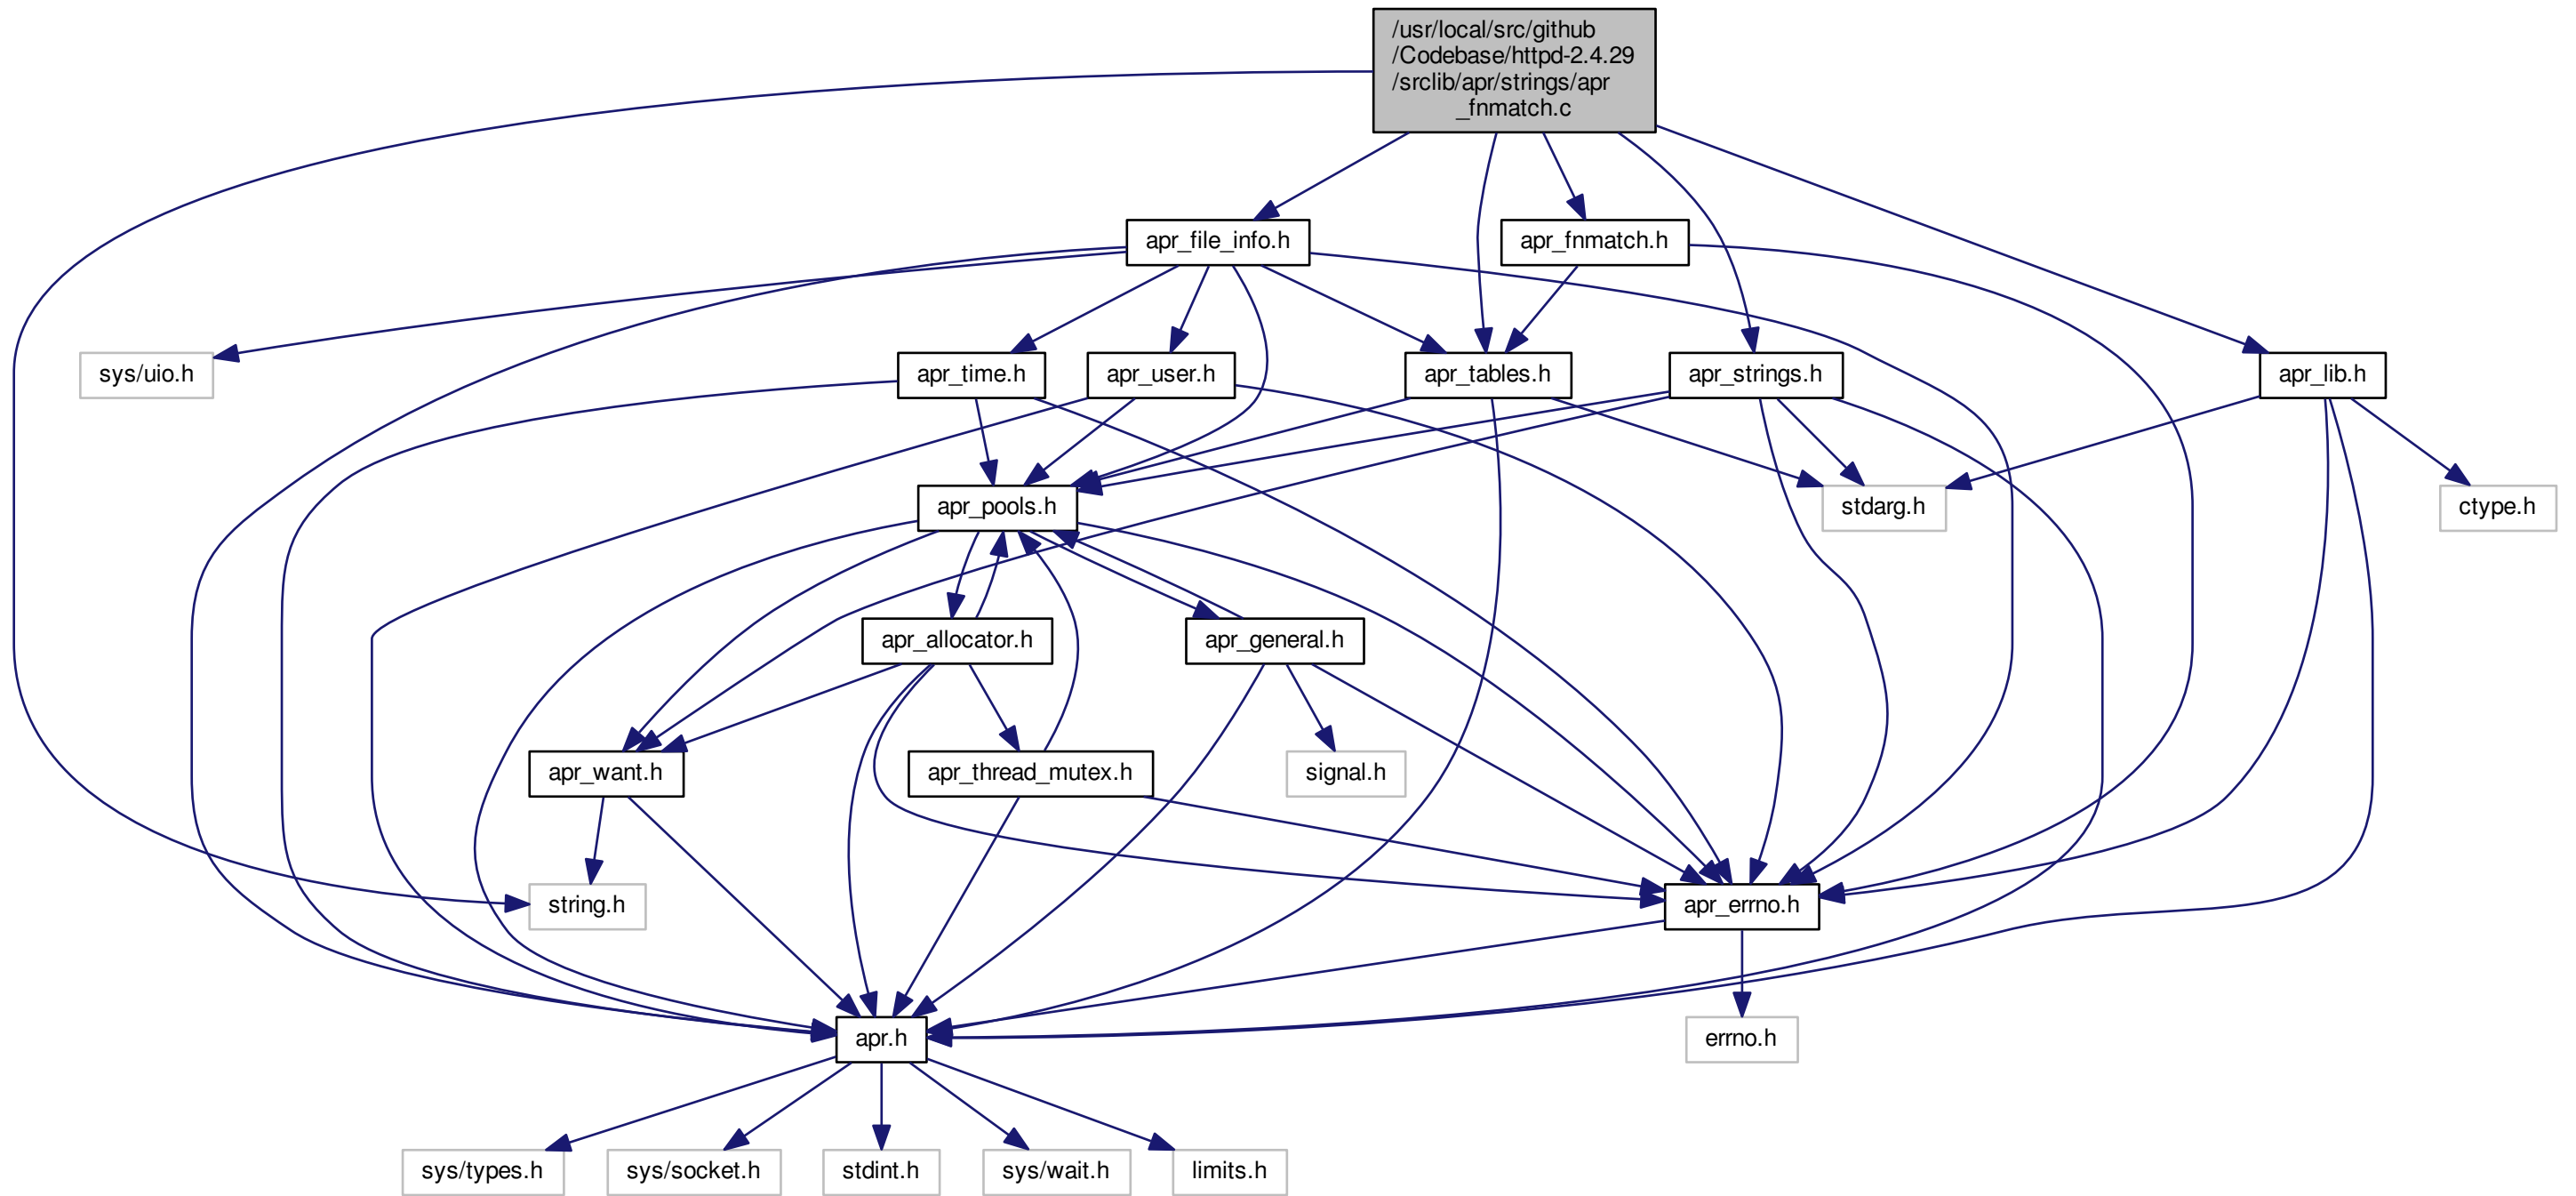 /usr/local/src/github
/Codebase/httpd-2.4.29
/srclib/apr/strings/apr
_fnmatch.c
apr_file_info.h
apr_fnmatch.h
sys/uio.h
apr_time.h
apr_user.h
apr_tables.h
apr_strings.h
apr_lib.h
apr_pools.h
stdarg.h
ctype.h
apr_allocator.h
apr_general.h
apr_want.h
apr_thread_mutex.h
signal.h
string.h
apr_errno.h
apr.h
errno.h
sys/types.h
sys/socket.h
stdint.h
sys/wait.h
limits.h